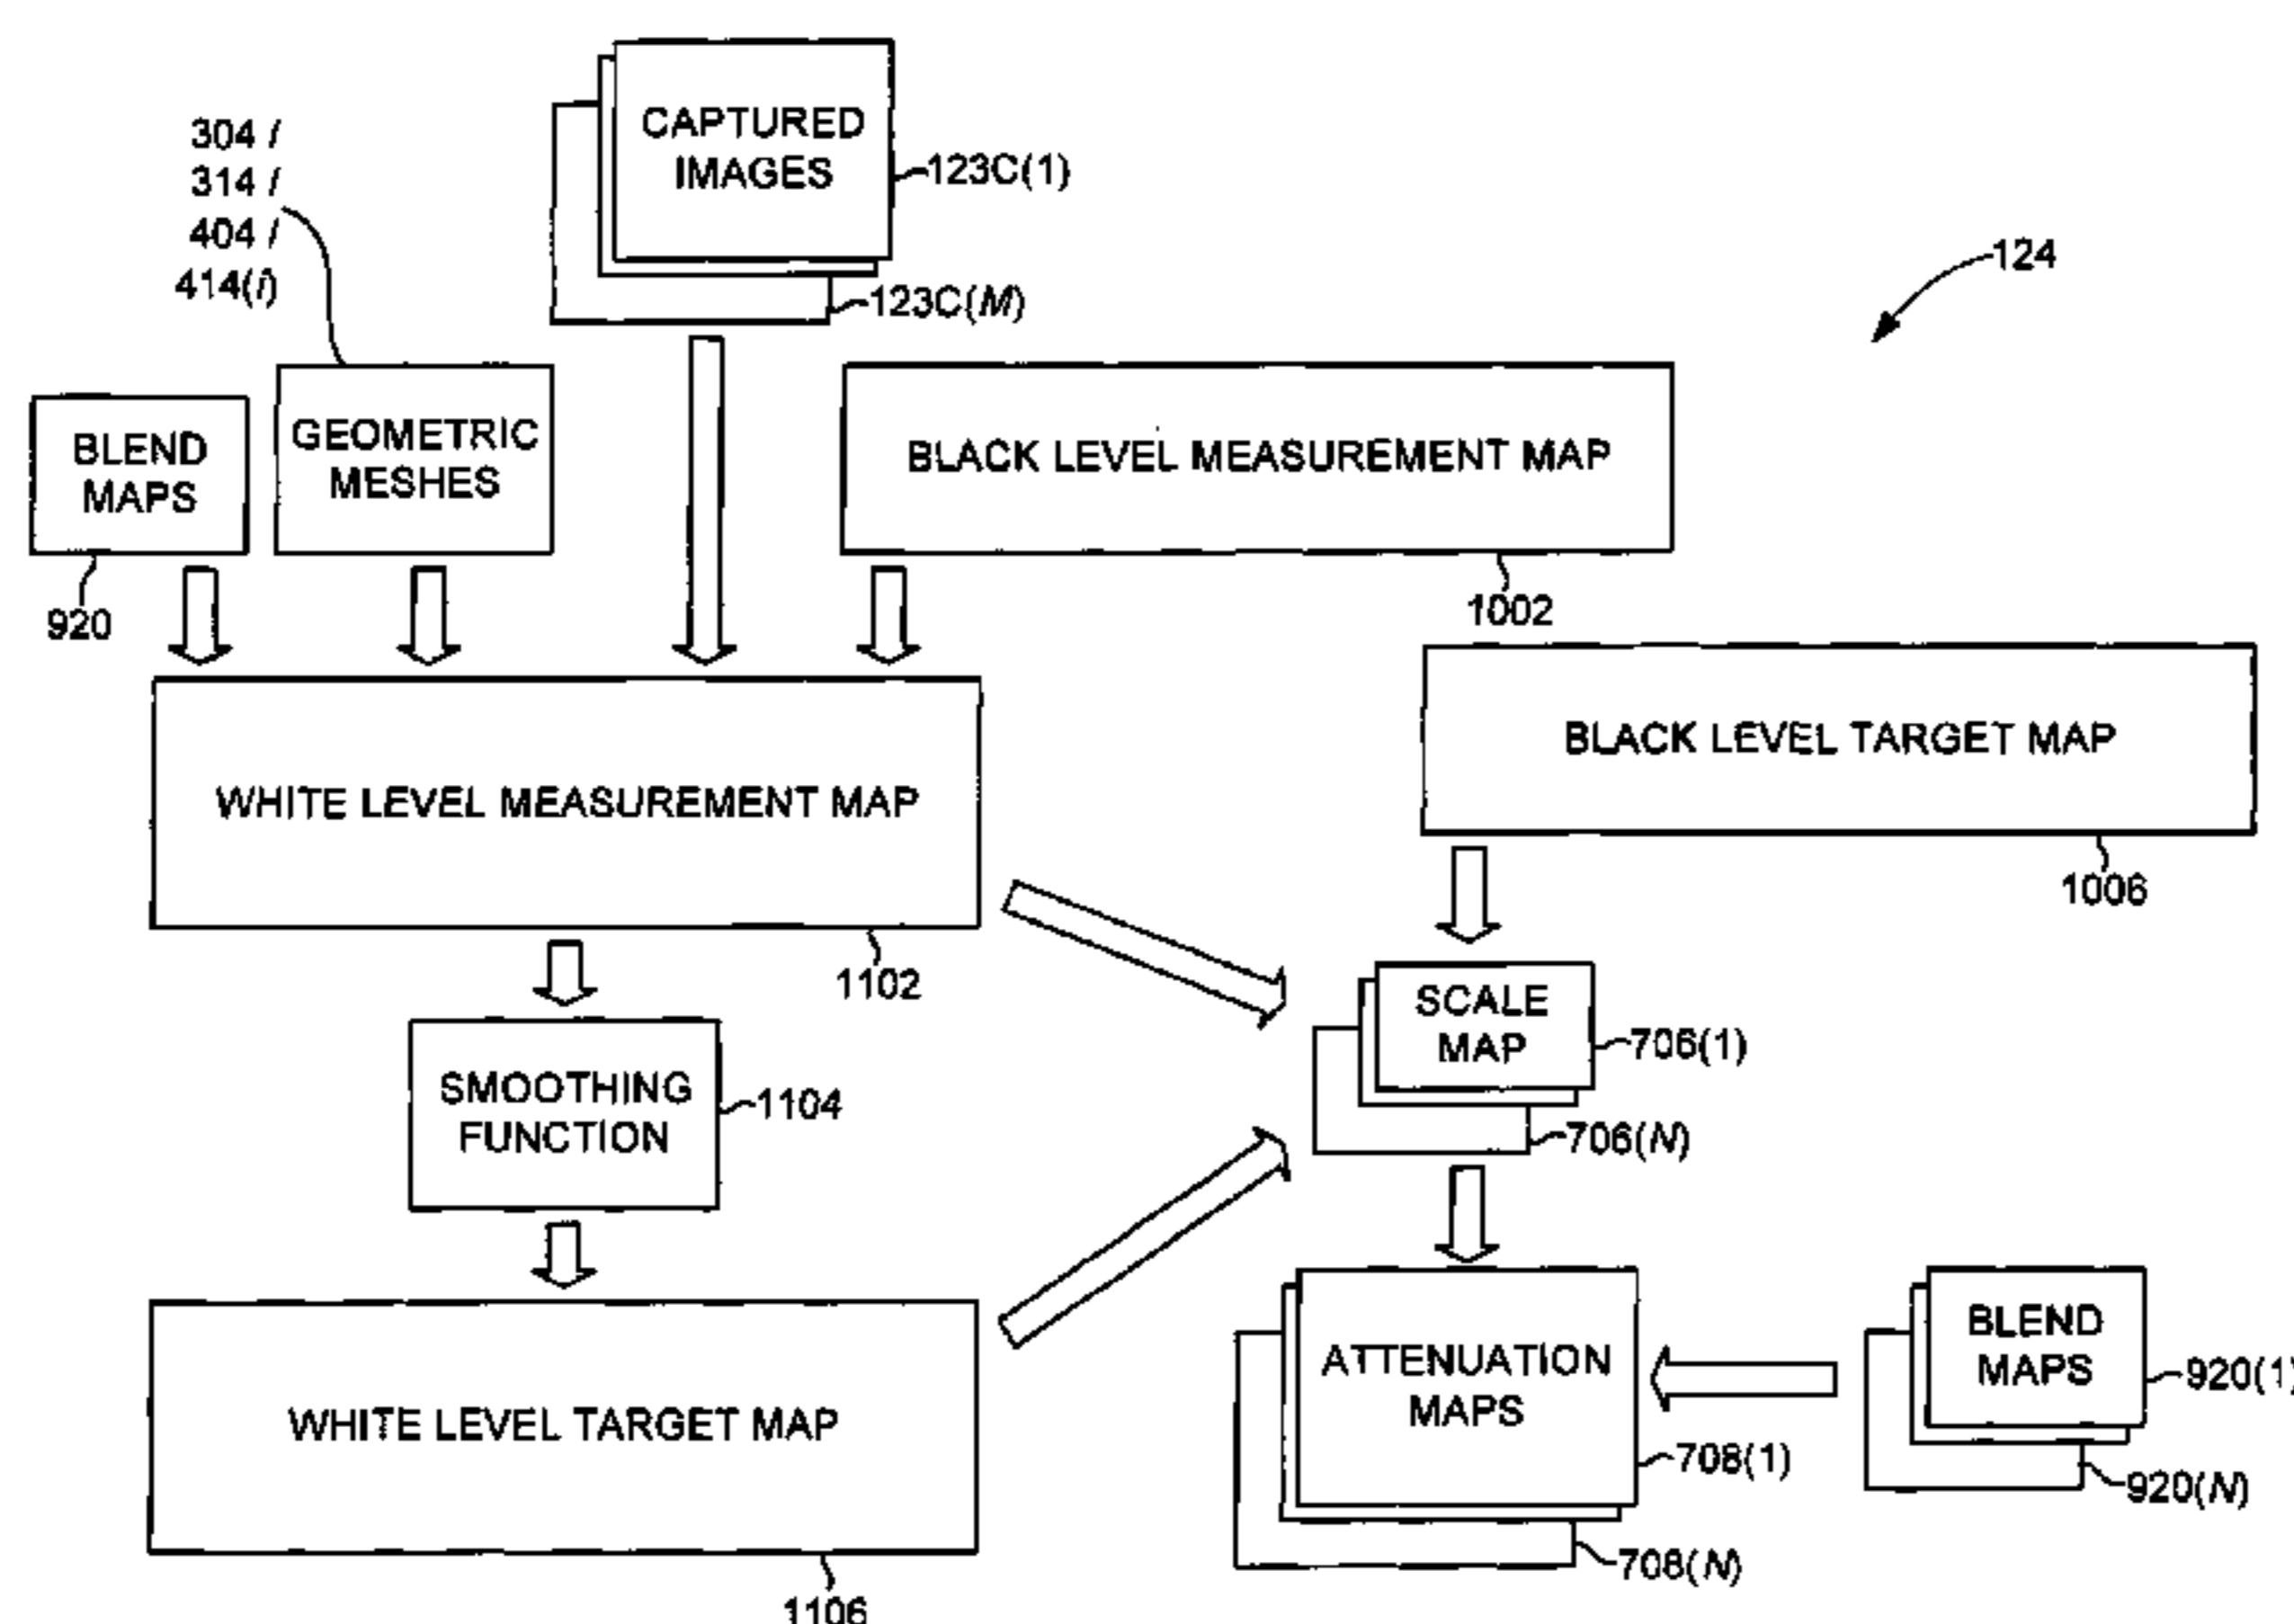 CAPTURED
IMAGES
123C(1)
123C(M)
304 /
314 /
404 /
414(i)
124
BLEND
MAPS
920
GEOMETRIC
MESHES
BLACK LEVEL MEASUREMENT MAP
1002
WHITE LEVEL MEASUREMENT MAP
1102
BLACK LEVEL TARGET MAP
1006
SMOOTHING
FUNCTION
1104
SCALE
MAP
706(1)
706(N)
WHITE LEVEL TARGET MAP
1106
ATTENUATION
MAPS
708(1)
708(N)
BLEND
MAPS
920(1)
920(N)